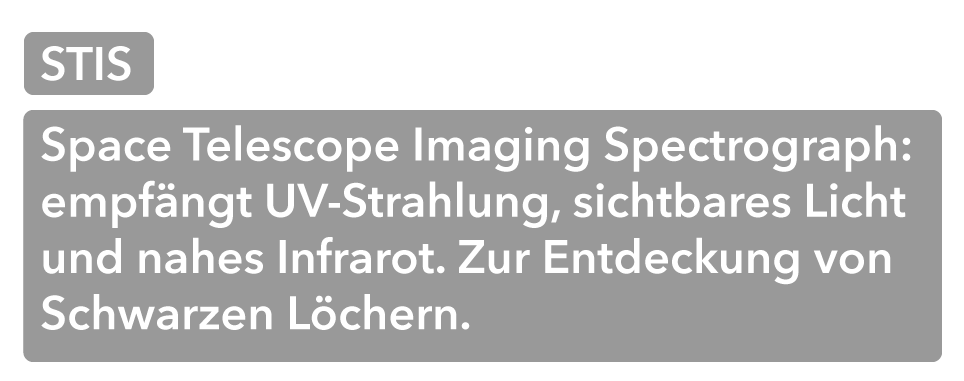 STIS
Space Telescope Imaging Spectrograph:
empfängt UV-Strahlung, sichtbares Licht
und nahes Infrarot. Zur Entdeckung von
Schwarzen Löchern.